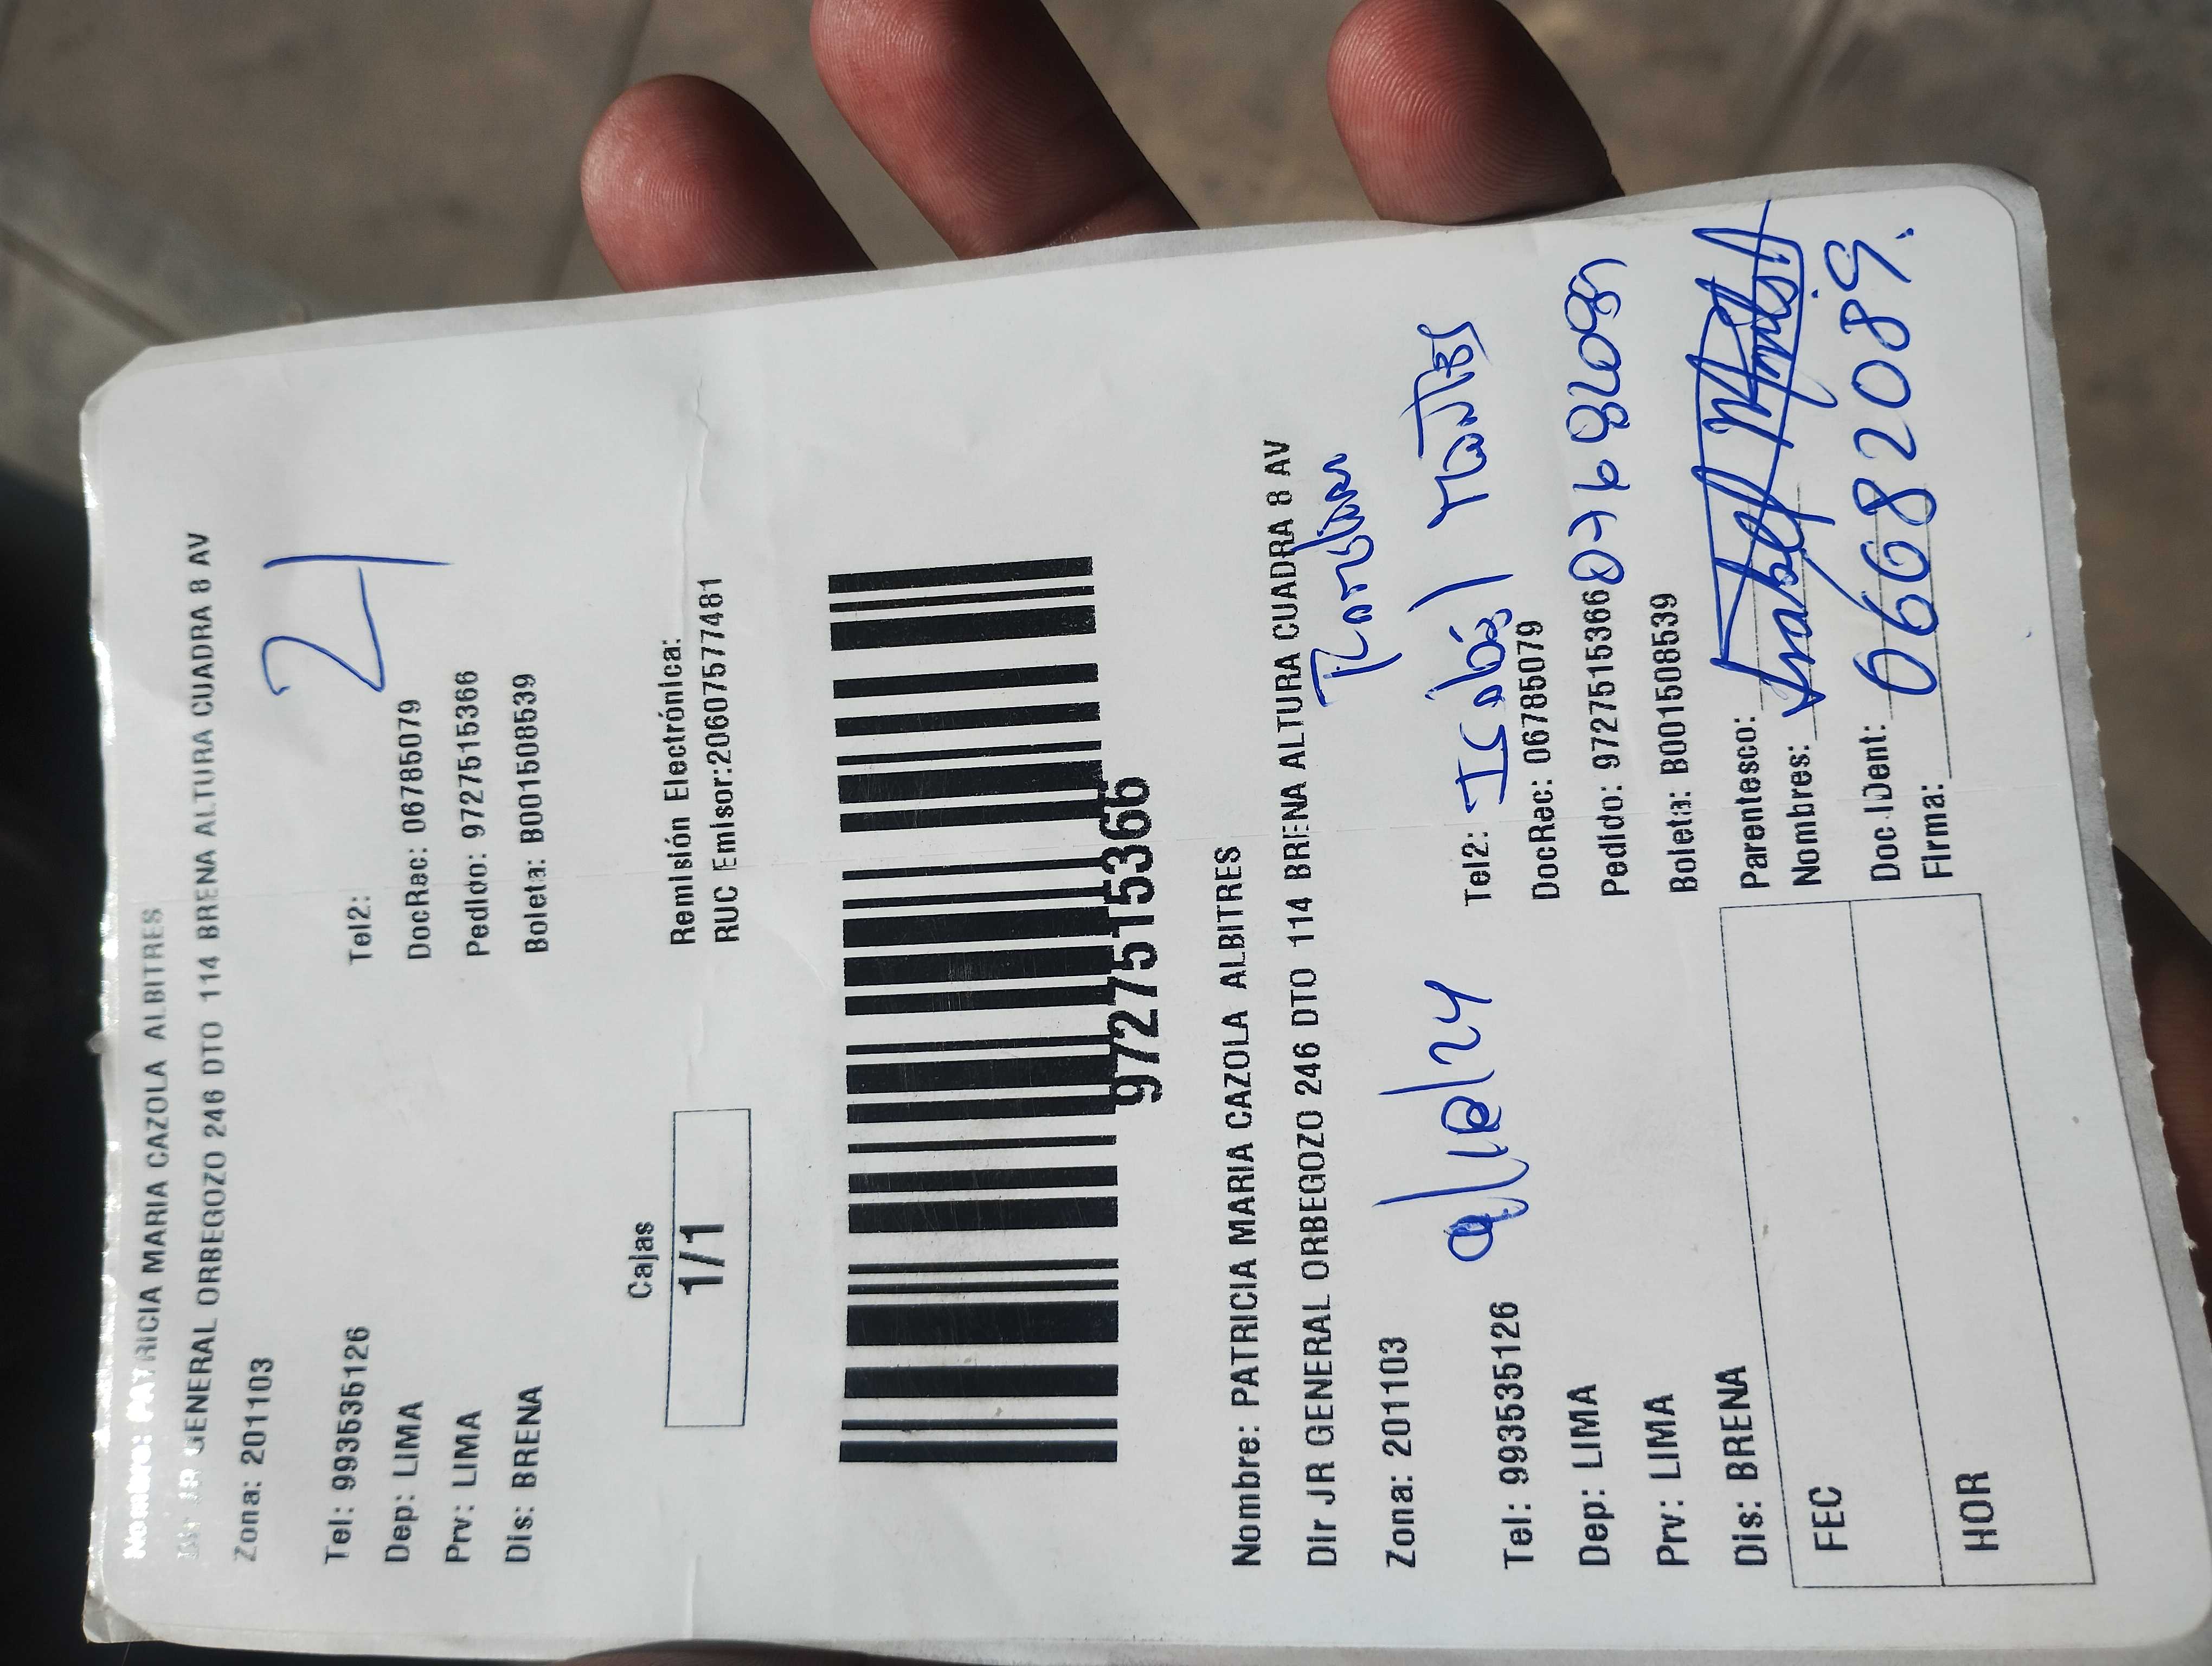 Nombre: PATRICIA MARIA CAZOLA ALBITRES
Dir JR GENERAL ORBEGOZO 246 DTO 114 BRENA ALTURA CUADRA 8 AV
Zona: 201103
21
Tel: 993535126
Tel2:
Dep: LIMA
DocRec: 06785079
Prv: LIMA
Pedido: 97275153​66
Dis: BRENA
Boleta: B001508539
Cajas
1/1
Remisión Electrónica:
RUC Emisor:20607577481
9727515366
Nombre: PATRICIA MARIA CAZOLA ALBITRES
Dir JR GENERAL ORBEGOZO 246 DTO 114 BRENA ALTURA CUADRA 8 AV
Zona: 201103
Tel: 993535126
Tel2:
Dep: LIMA
DocRec: 06785079
Prv: LIMA
Pedido: 9727515366
Dis: BRENA
Boleta: B001508539
FEC
HOR
Parentesco:
Nombres:
Doc IDent: 06682089.
Firma: